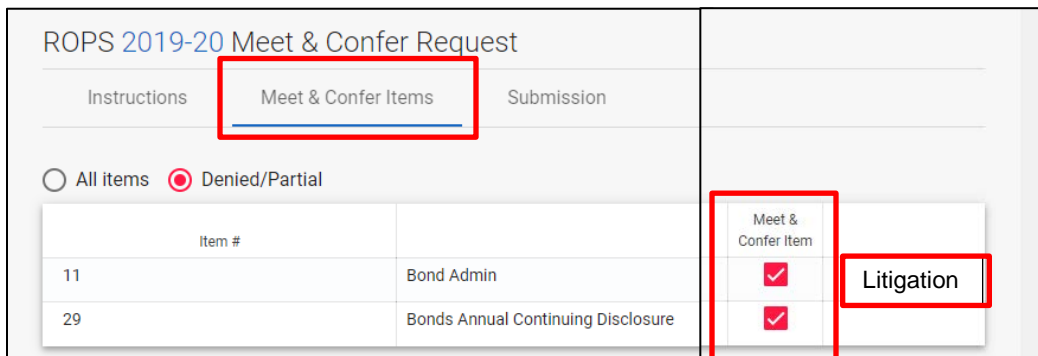 ROPS 2019-20 Meet & Confer Request
Instructions Meet & Confer Items Submission
All items Denied/Partial
Item # Meet & Confer Item
11 Bond Admin
Litigation
29 Bonds Annual Continuing Disclosure